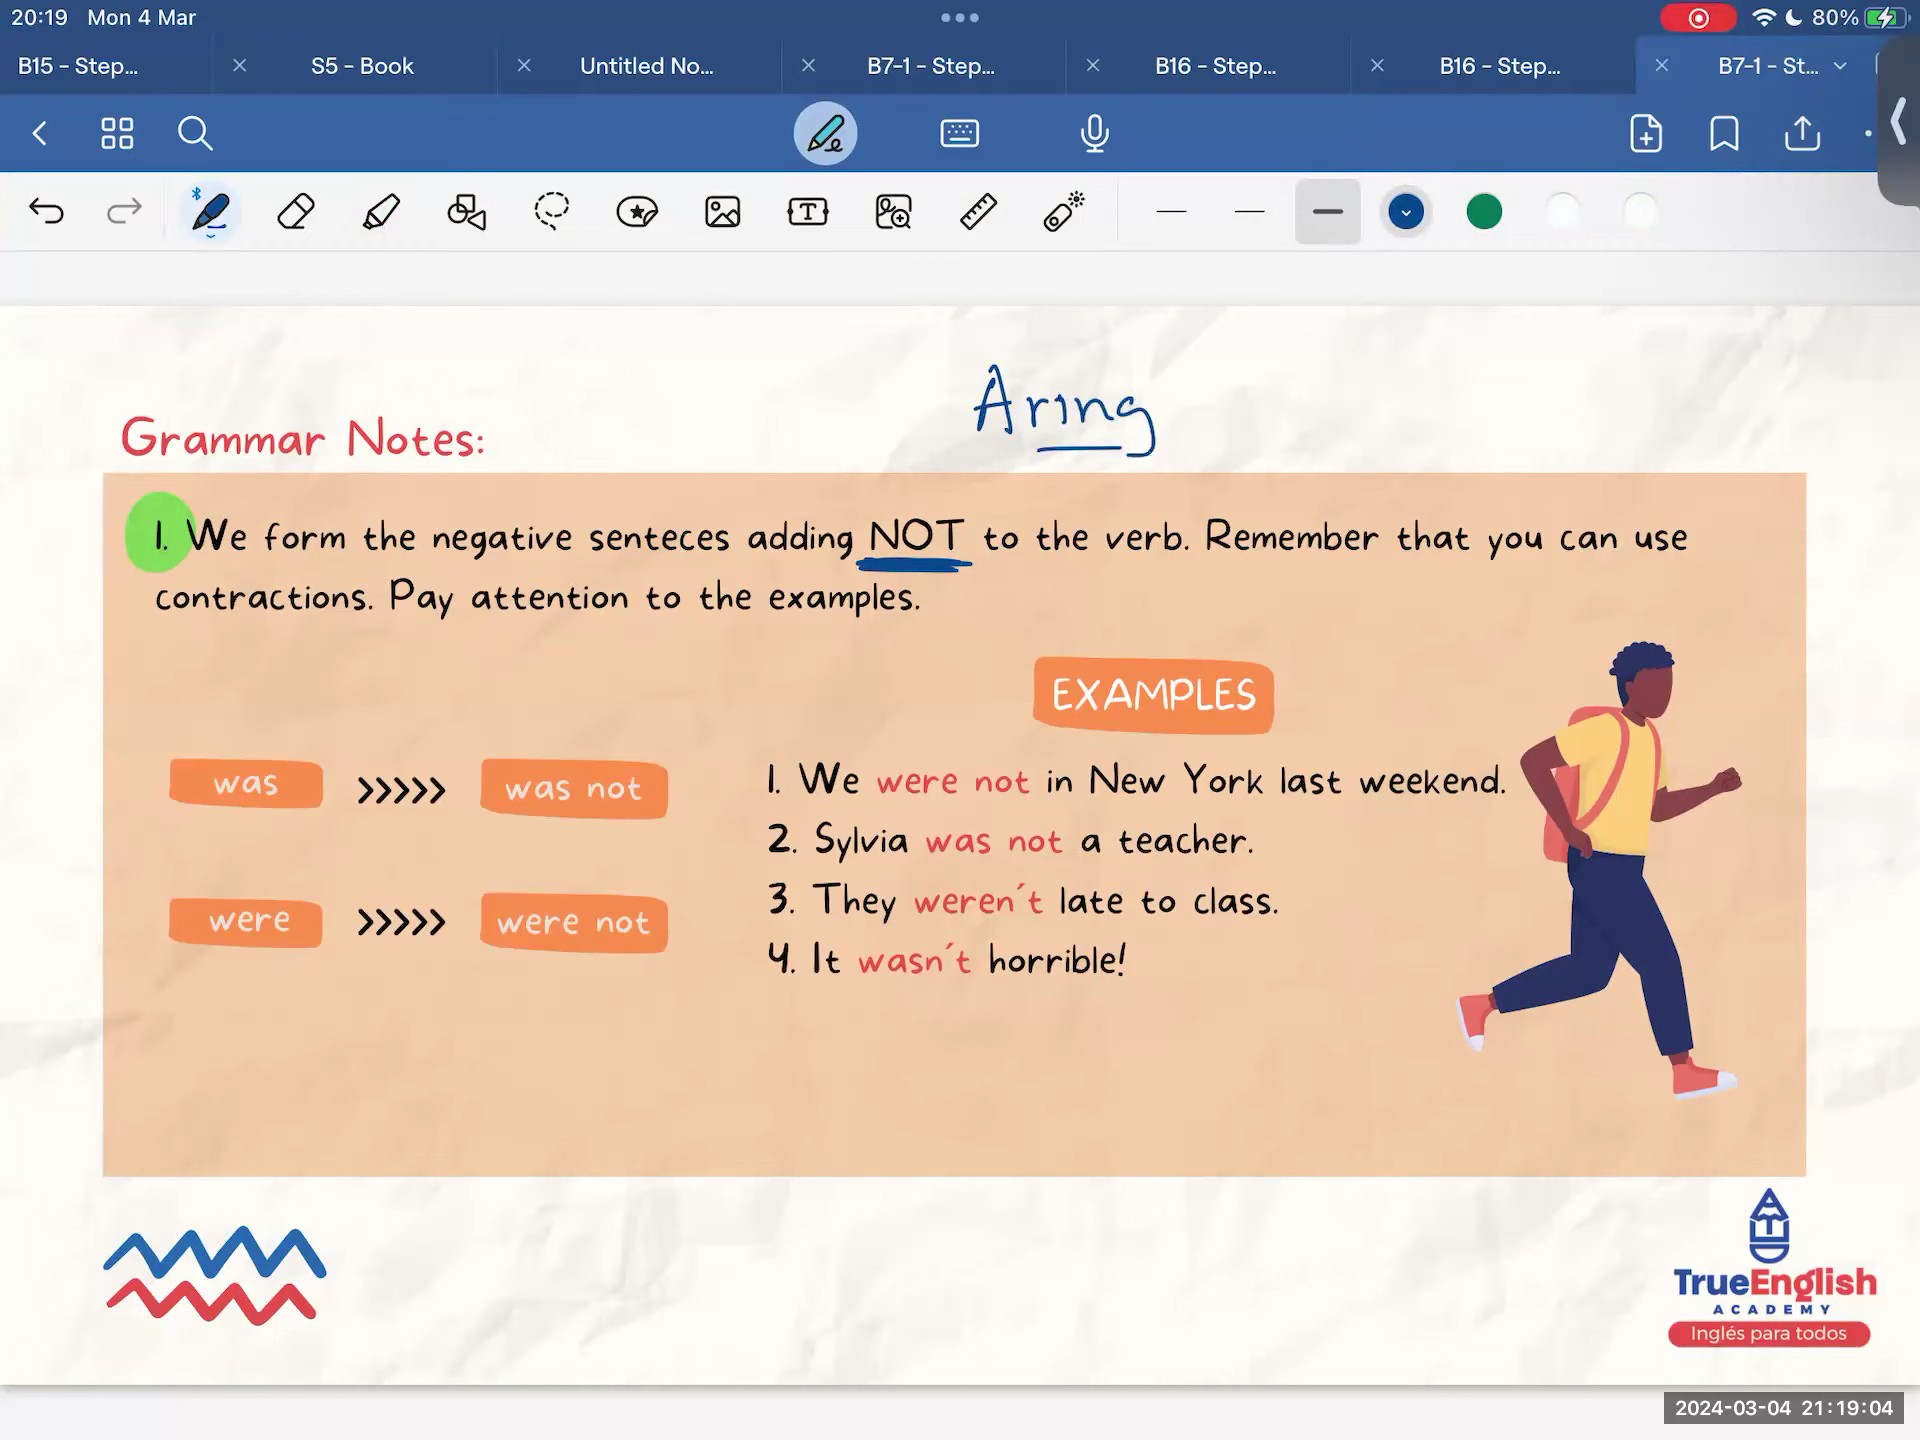 20:19 Mon 4 Mar
80%
B15 - Step...
S5 - Book
Untitled No...
B7-1 - Step...
B16 - Step...
B16 - Step...
B7-1 - St...
Aring
Grammar Notes:
1. We form the negative senteces adding NOT to the verb. Remember that you can use
contractions. Pay attention to the examples.
EXAMPLES
was >>>>> was not
were >>>>> were not
1. We were not in New York last weekend.
2. Sylvia was not a teacher.
3. They weren´t late to class.
4. It wasn´t horrible!
TrueEnglish
ACADEMY
Inglés para todos
2024-03-04 21:19:04